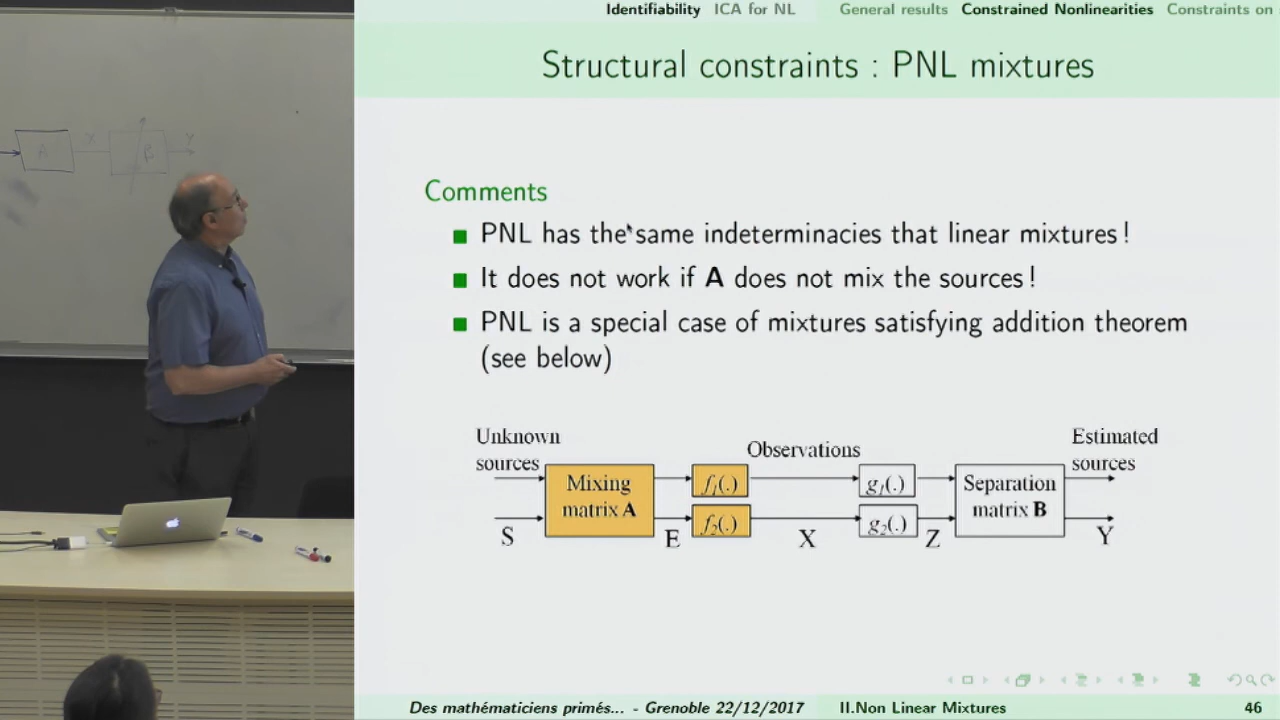 Identifiability ICA for NL General results Constrained Nonlinearities Constraints on
Structural constraints : PNL mixtures
Comments
PNL has the same indeterminacies that linear mixtures !
It does not work if A does not mix the sources !
PNL is a special case of mixtures satisfying addition theorem
(see below)
Unknown
sources
Observations
Estimated
sources
Mixing
matrix A
f1(.)
f2(.)
g1(.)
g2(.)
Separation
matrix B
S
E
X
Z
Y
Des mathématiciens primés... - Grenoble 22/12/2017 II.Non Linear Mixtures 46
A
X
B
Y